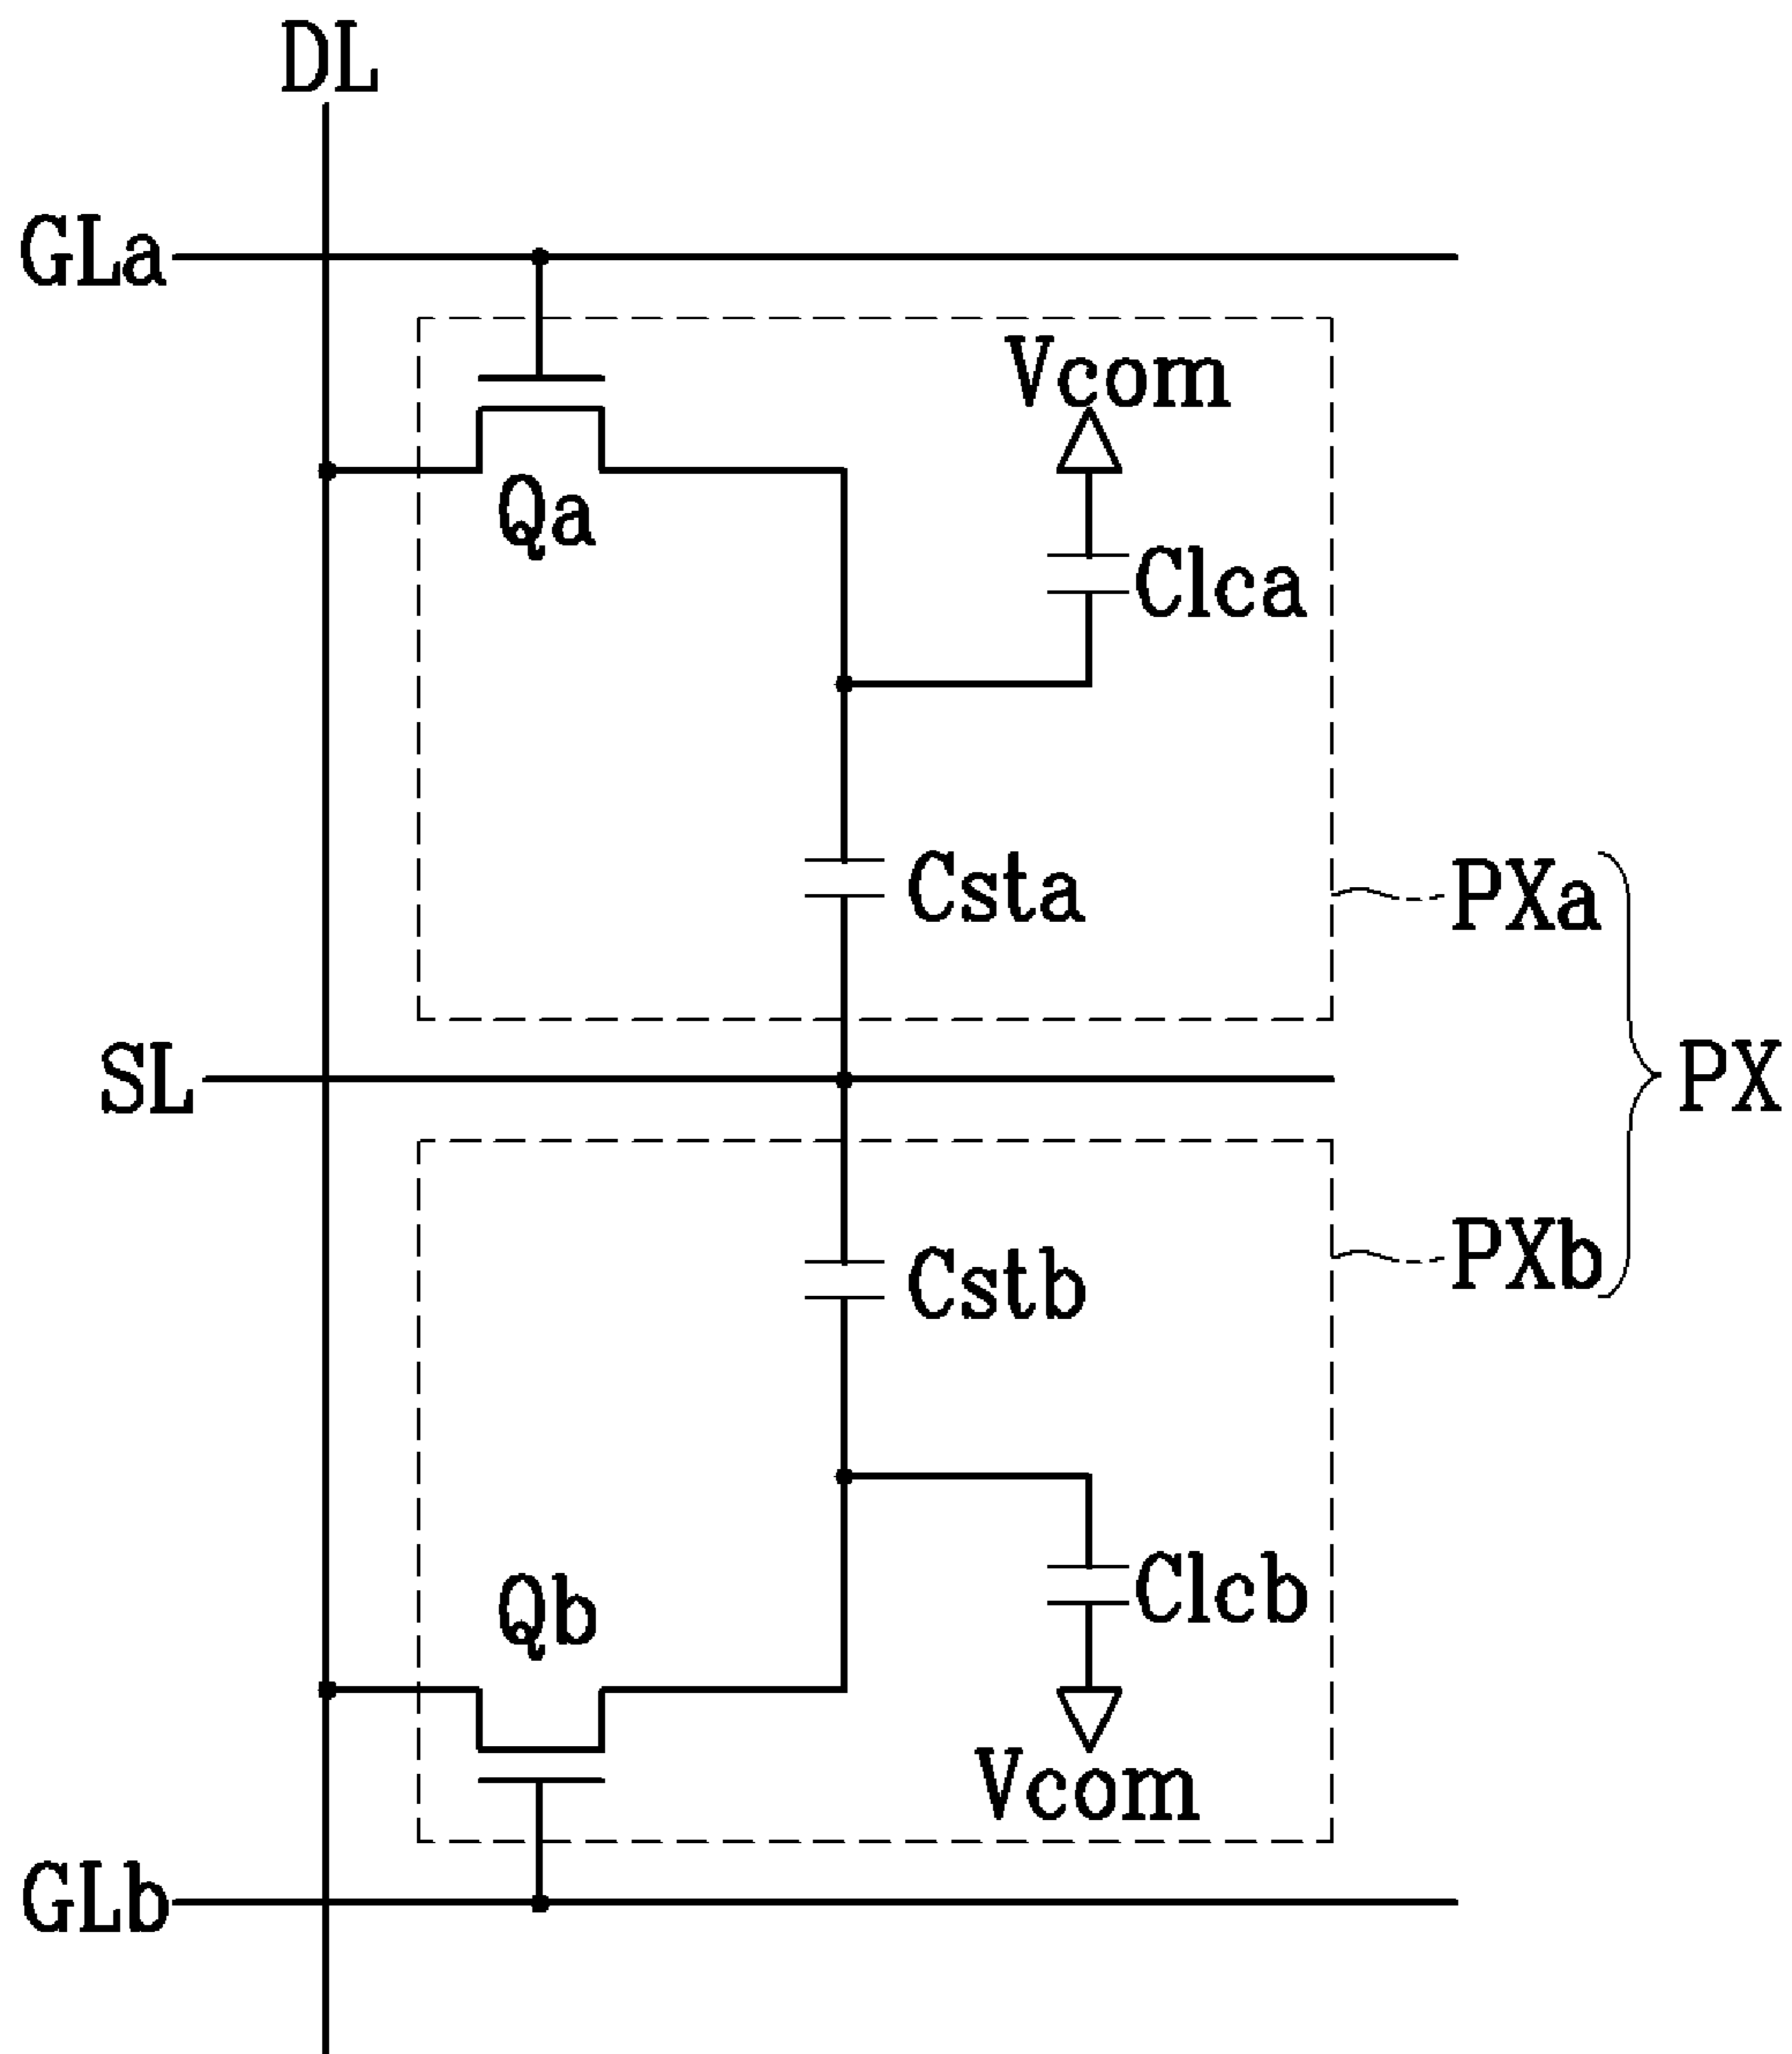 DL
GLa
Vcom
Qa
Clca
Csta
PXa
SL
PX
PXb
Cstb
Clcb
Qb
Vcom
GLb